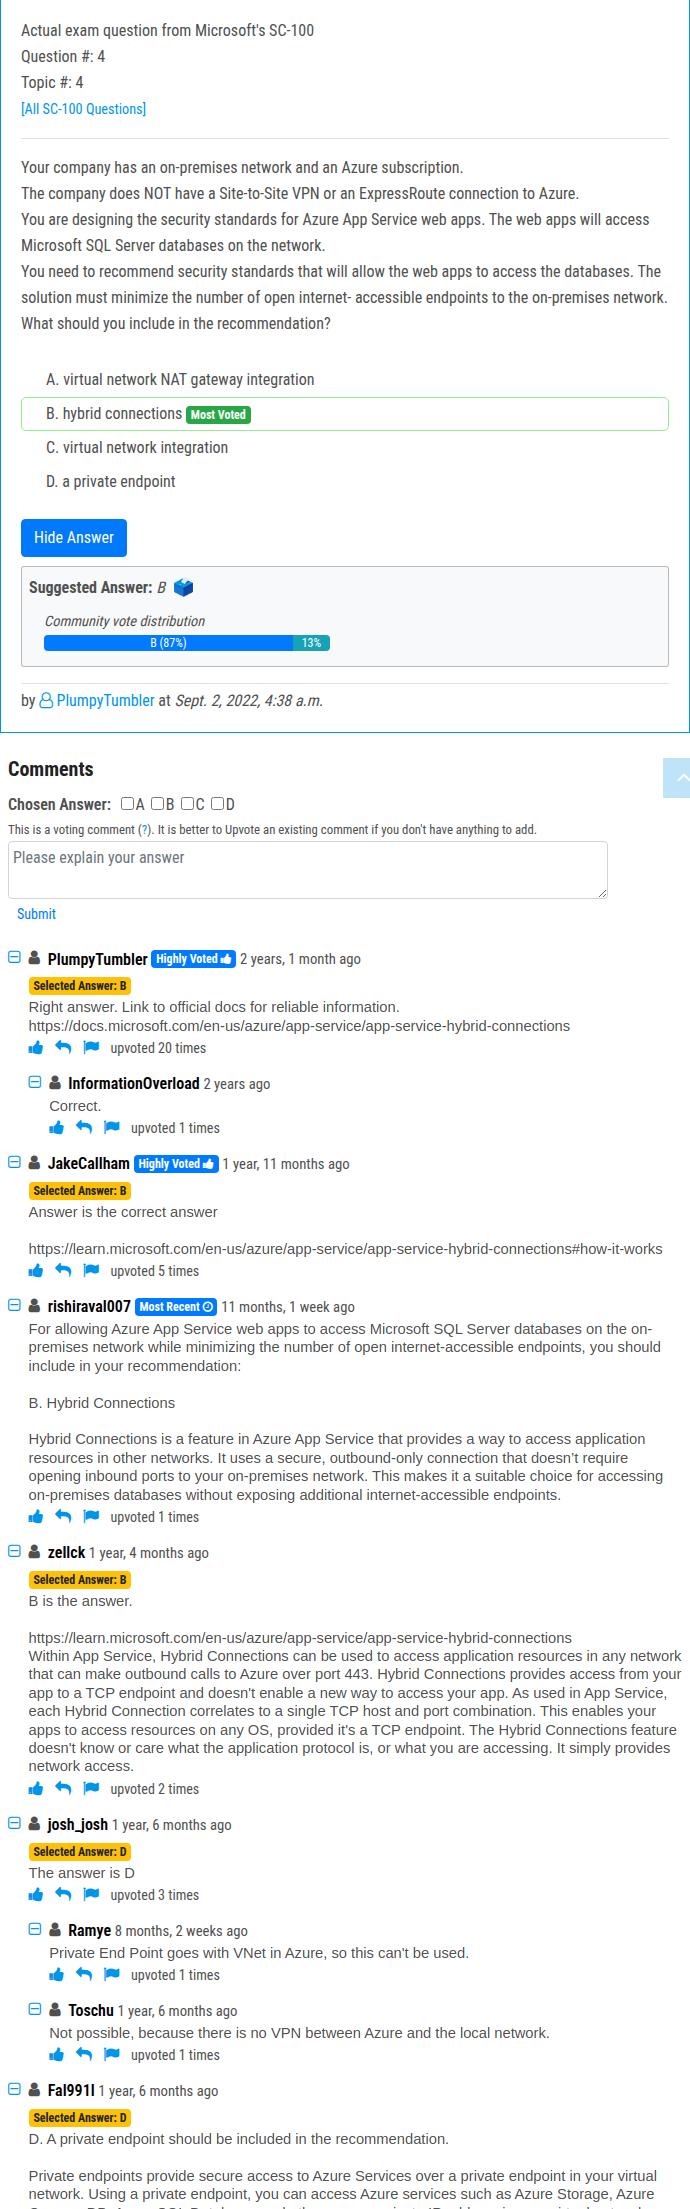 Actual exam question from Microsoft's SC-100
Question #: 4
Topic #: 4
[All SC-100 Questions]
Your company has an on-premises network and an Azure subscription.
The company does NOT have a Site-to-Site VPN or an ExpressRoute connection to Azure.
You are designing the security standards for Azure App Service web apps. The web apps will access
Microsoft SQL Server databases on the network.
You need to recommend security standards that will allow the web apps to access the databases. The
solution must minimize the number of open internet- accessible endpoints to the on-premises network.
What should you include in the recommendation?
A. virtual network NAT gateway integration
B. hybrid connections Most Voted
C. virtual network integration
D. a private endpoint
Hide Answer
Suggested Answer: B
Community vote distribution
B (87%) 13%
by PlumpyTumbler at Sept. 2, 2022, 4:38 a.m.
Comments
Chosen Answer: A B C D
This is a voting comment (?). It is better to Upvote an existing comment if you don't have anything to add.
Please explain your answer
Submit
PlumpyTumbler Highly Voted 2 years, 1 month ago
Selected Answer: B
Right answer. Link to official docs for reliable information.
https://docs.microsoft.com/en-us/azure/app-service/app-service-hybrid-connections
upvoted 20 times
InformationOverload 2 years ago
Correct.
upvoted 1 times
JakeCallham Highly Voted 1 year, 11 months ago
Selected Answer: B
Answer is the correct answer
https://learn.microsoft.com/en-us/azure/app-service/app-service-hybrid-connections#how-it-works
upvoted 5 times
rishiraval007 Most Recent 11 months, 1 week ago
For allowing Azure App Service web apps to access Microsoft SQL Server databases on the on-
premises network while minimizing the number of open internet-accessible endpoints, you should
include in your recommendation:
B. Hybrid Connections
Hybrid Connections is a feature in Azure App Service that provides a way to access application
resources in other networks. It uses a secure, outbound-only connection that doesn't require
opening inbound ports to your on-premises network. This makes it a suitable choice for accessing
on-premises databases without exposing additional internet-accessible endpoints.
upvoted 1 times
zellck 1 year, 4 months ago
Selected Answer: B
B is the answer.
https://learn.microsoft.com/en-us/azure/app-service/app-service-hybrid-connections
Within App Service, Hybrid Connections can be used to access application resources in any network
that can make outbound calls to Azure over port 443. Hybrid Connections provides access from your
app to a TCP endpoint and doesn't enable a new way to access your app. As used in App Service,
each Hybrid Connection correlates to a single TCP host and port combination. This enables your
apps to access resources on any OS, provided it's a TCP endpoint. The Hybrid Connections feature
doesn't know or care what the application protocol is, or what you are accessing. It simply provides
network access.
upvoted 2 times
josh_josh 1 year, 6 months ago
Selected Answer: D
The answer is D
upvoted 3 times
Ramye 8 months, 2 weeks ago
Private End Point goes with VNet in Azure, so this can't be used.
upvoted 1 times
Toschu 1 year, 6 months ago
Not possible, because there is no VPN between Azure and the local network.
upvoted 1 times
Fal991l 1 year, 6 months ago
Selected Answer: D
D. A private endpoint should be included in the recommendation.
Private endpoints provide secure access to Azure Services over a private endpoint in your virtual
network. Using a private endpoint, you can access Azure services such as Azure Storage, Azure